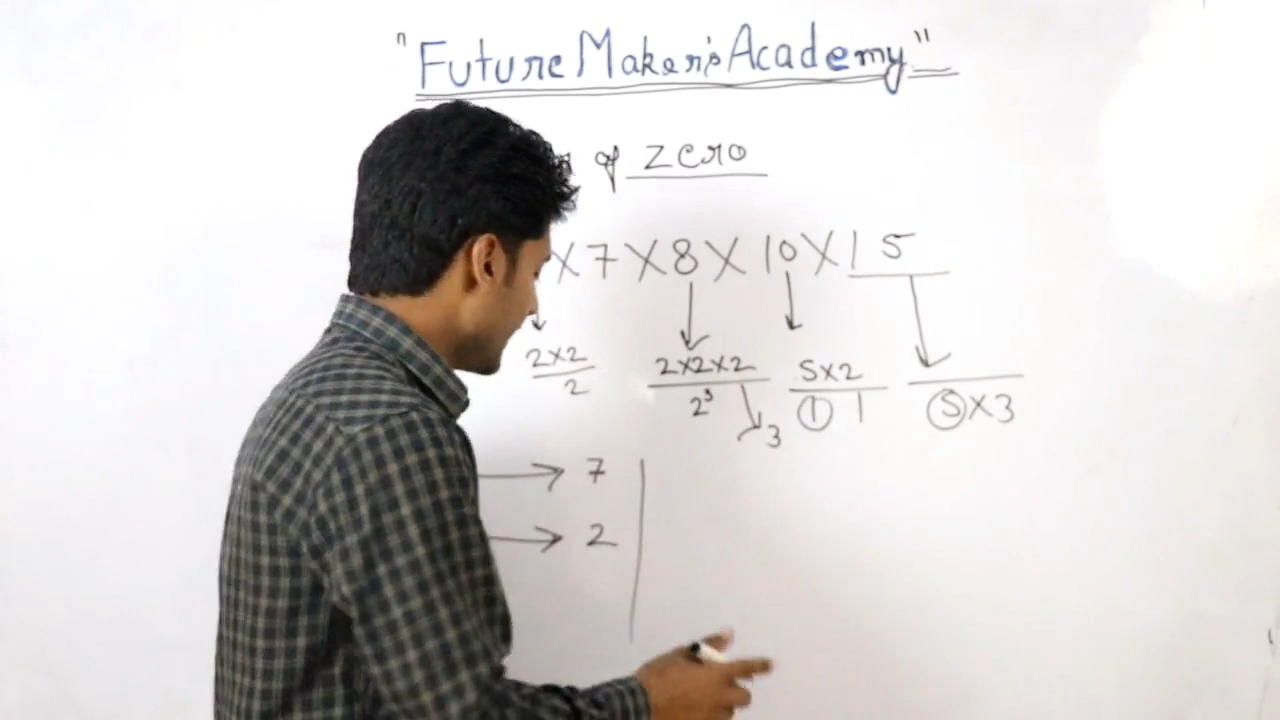 "Future Maker's Academy"
of zero
X 7 X 8 X 10 X 15
2X2 2X2X2 5X2
2 2³ 3 1 1 5X3
7
2